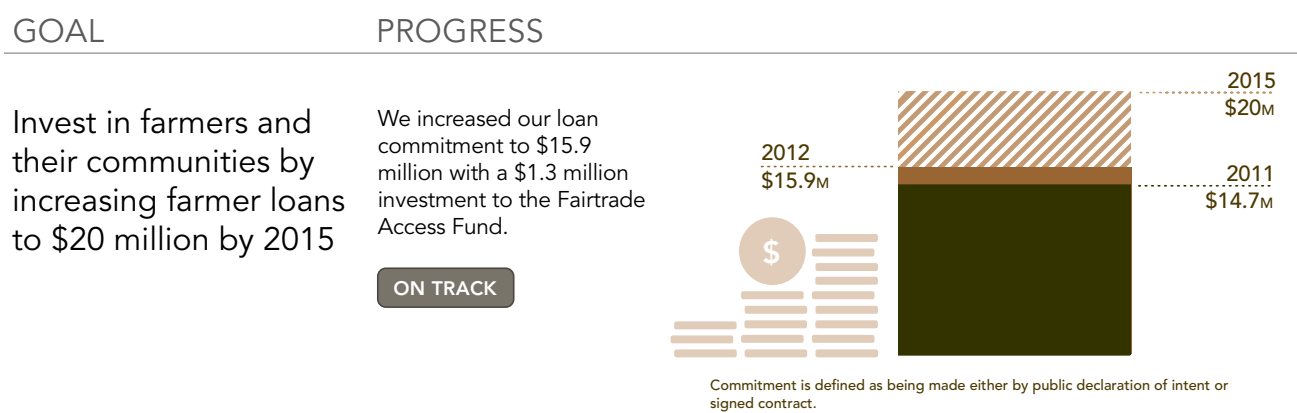 GOAL
PROGRESS
Invest in farmers and
their communities by
increasing farmer loans
to $20 million by 2015
We increased our loan
commitment to $15.9
million with a $1.3 million
investment to the Fairtrade
Access Fund.
ON TRACK
2015
$20M
2012
$15.9M
2011
$14.7M
$
Commitment is defined as being made either by public declaration of intent or
signed contract.